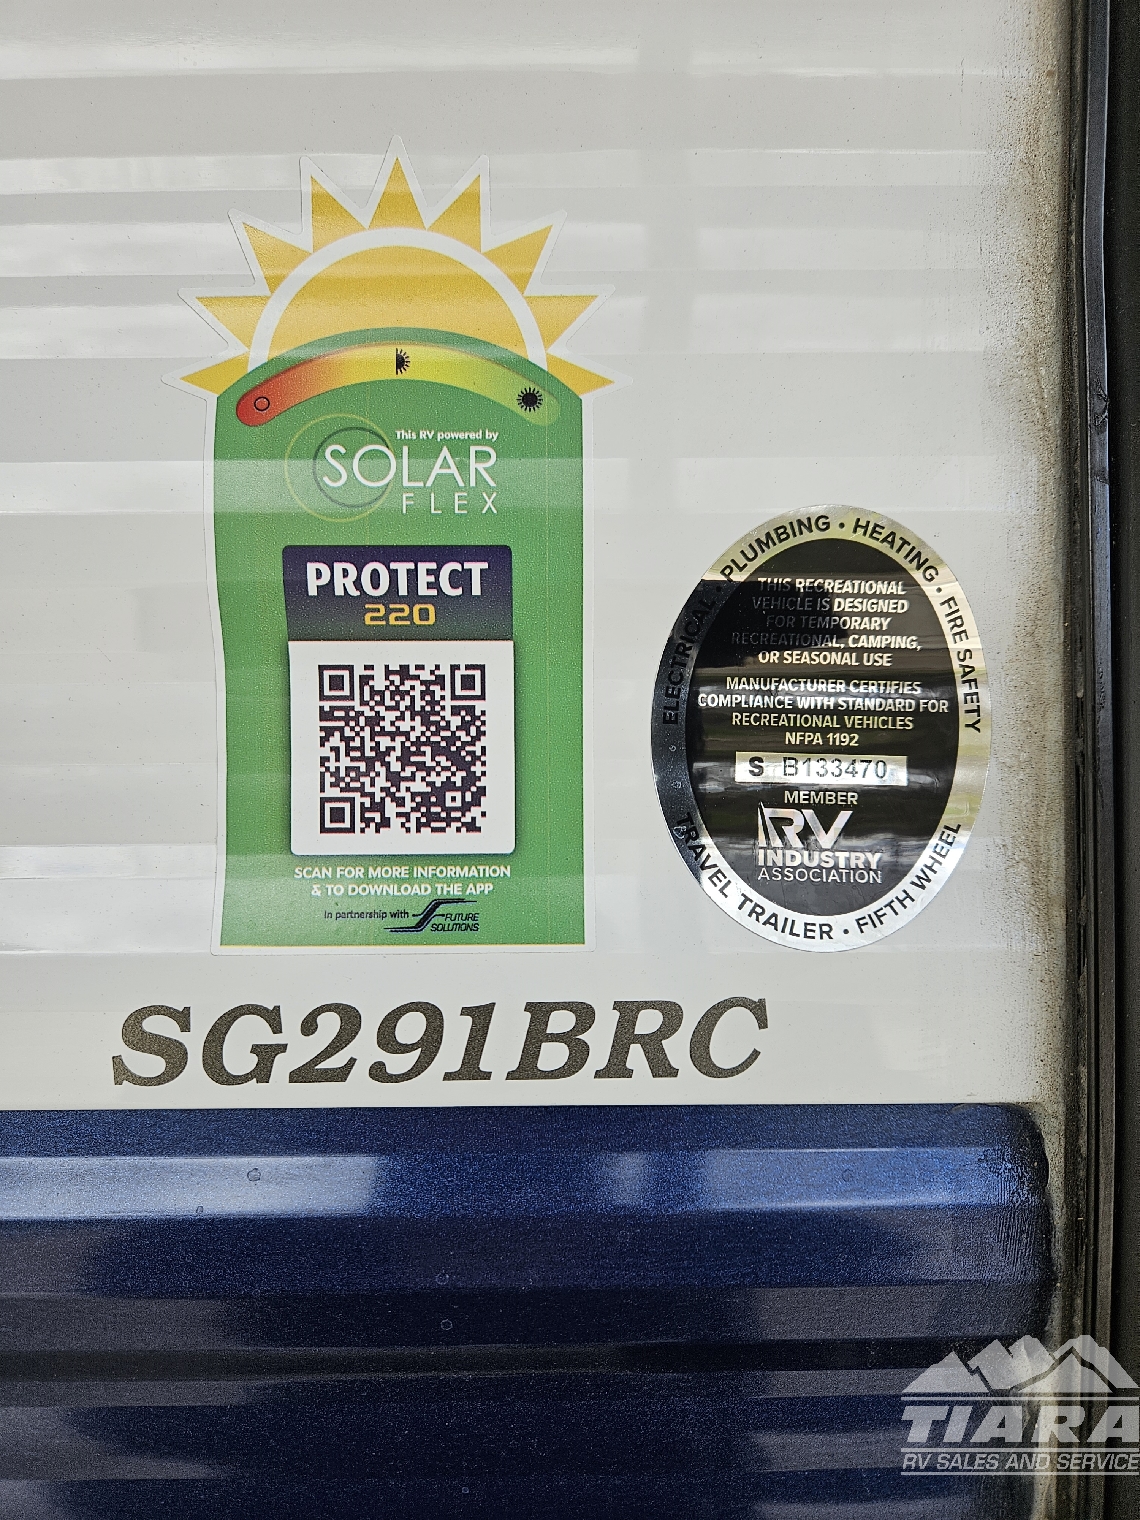 This RV powered by
SOLAR
FLEX
PROTECT
220
SCAN FOR MORE INFORMATION
& TO DOWNLOAD THE APP
In partnership with FUTURE
SOLUTIONS
ELECTRICAL • PLUMBING • HEATING • FIRE SAFETY
THIS RECREATIONAL
VEHICLE IS DESIGNED
FOR TEMPORARY
RECREATIONAL, CAMPING,
OR SEASONAL USE
MANUFACTURER CERTIFIES
COMPLIANCE WITH STANDARD FOR
RECREATIONAL VEHICLES
NFPA 1192
S B133470
MEMBER
RV
INDUSTRY
ASSOCIATION
TRAVEL TRAILER • FIFTH WHEEL
SG291BRC
TIARA
RV SALES AND SERVICE